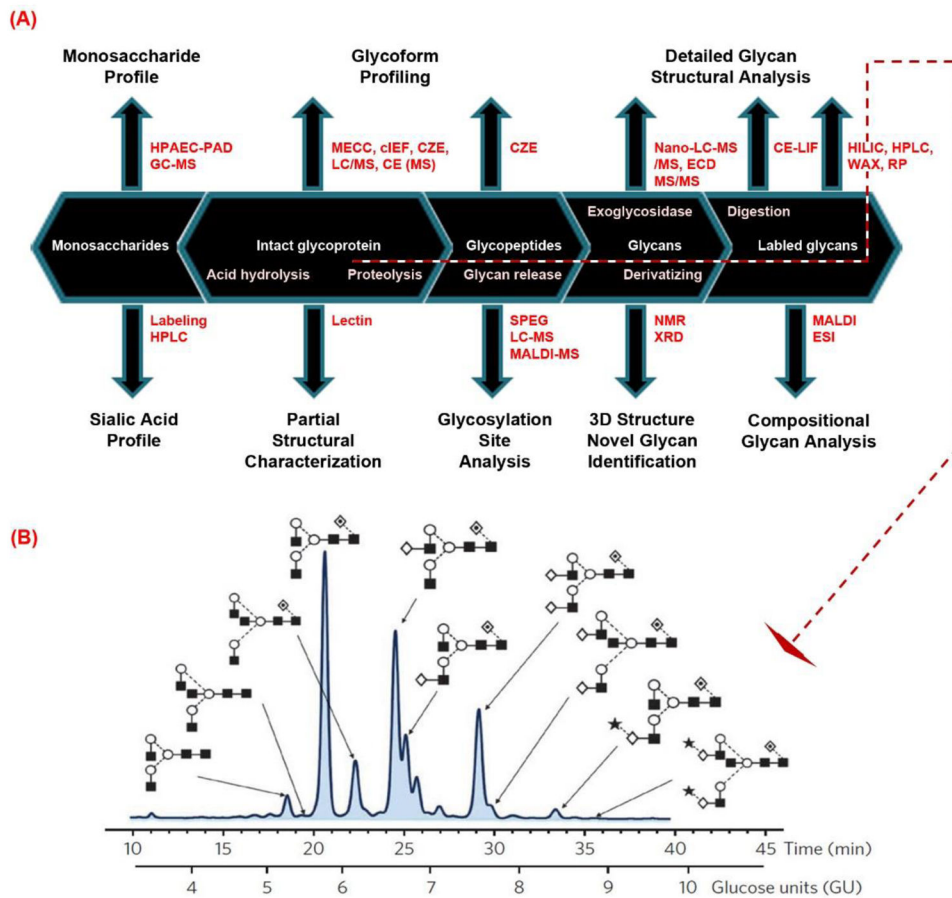 (A)
Monosaccharide
Profile
Glycoform
Profiling
Detailed Glycan
Structural Analysis
HPAEC-PAD
GC-MS
MECC, cIEF, CZE,
LC/MS, CE (MS)
CZE
Nano-LC-MS
/MS, ECD
MS/MS
CE-LIF
HILIC, HPLC,
WAX, RP
Exoglycosidase
Digestion
Monosaccharides
Intact glycoprotein
Glycopeptides
Glycans
Labled glycans
Acid hydrolysis
Proteolysis
Glycan release
Derivatizing
Labeling
HPLC
Lectin
SPEG
LC-MS
MALDI-MS
NMR
XRD
MALDI
ESI
Sialic Acid
Profile
Partial
Structural
Characterization
Glycosylation
Site
Analysis
3D Structure
Novel Glycan
Identification
Compositional
Glycan Analysis
(B)
10 15 20 25 30 35 40 45 Time (min)
4 5 6 7 8 9 10 Glucose units (GU)